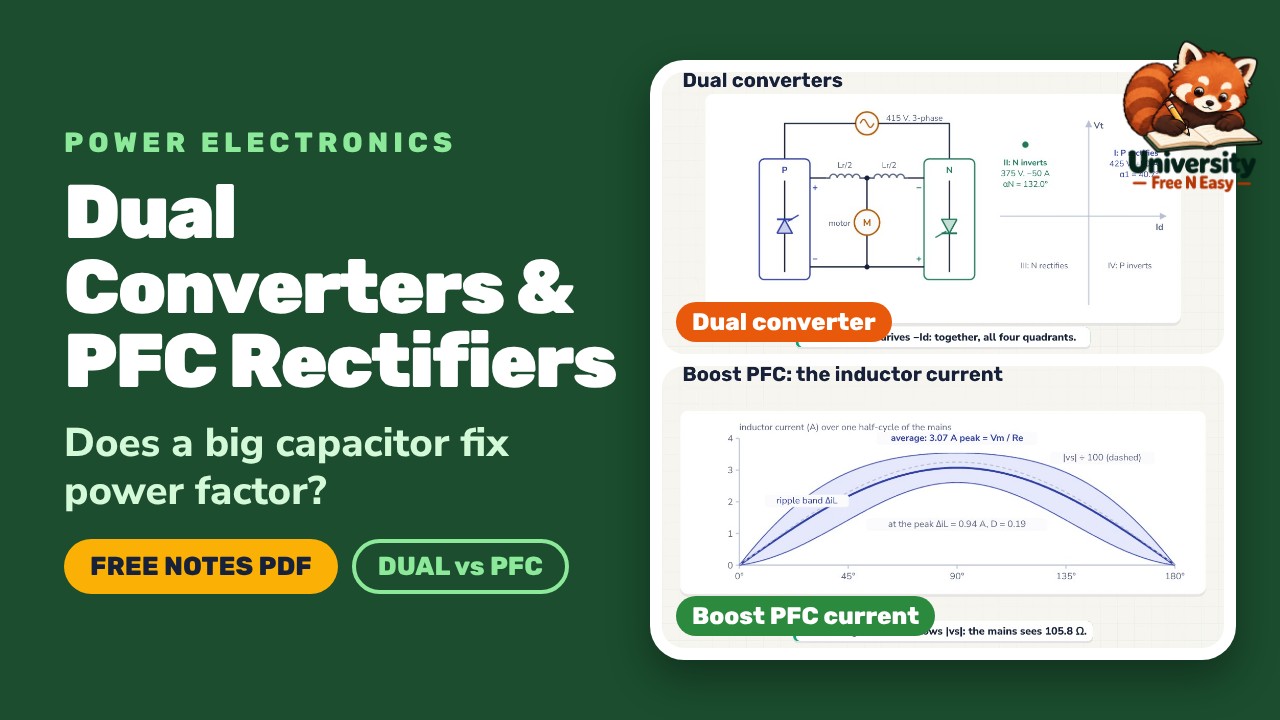 POWER ELECTRONICS
Dual
Converters &
PFC Rectifiers
Does a big capacitor fix
power factor?
FREE NOTES PDF
DUAL vs PFC
Dual converters
415 V, 3-phase
P
N
Lr/2
Lr/2
+
−
motor
M
−
+
Vt
II: N inverts
375 V, −50 A
αN = 132.0°
I: P
425 V
Id
III: N rectifies
IV: P inverts
Dual converter
drives −Id: together, all four quadrants.
University
Free N Easy
Boost PFC: the inductor current
inductor current (A) over one half-cycle of the mains
average: 3.07 A peak = Vm / Re
|vs| ÷ 100 (dashed)
ripple band ΔiL
at the peak ΔiL = 0.94 A, D = 0.19
4
3
2
1
0
0°
45°
90°
135°
180°
Boost PFC current
|vs|: the mains sees 105.8 Ω.